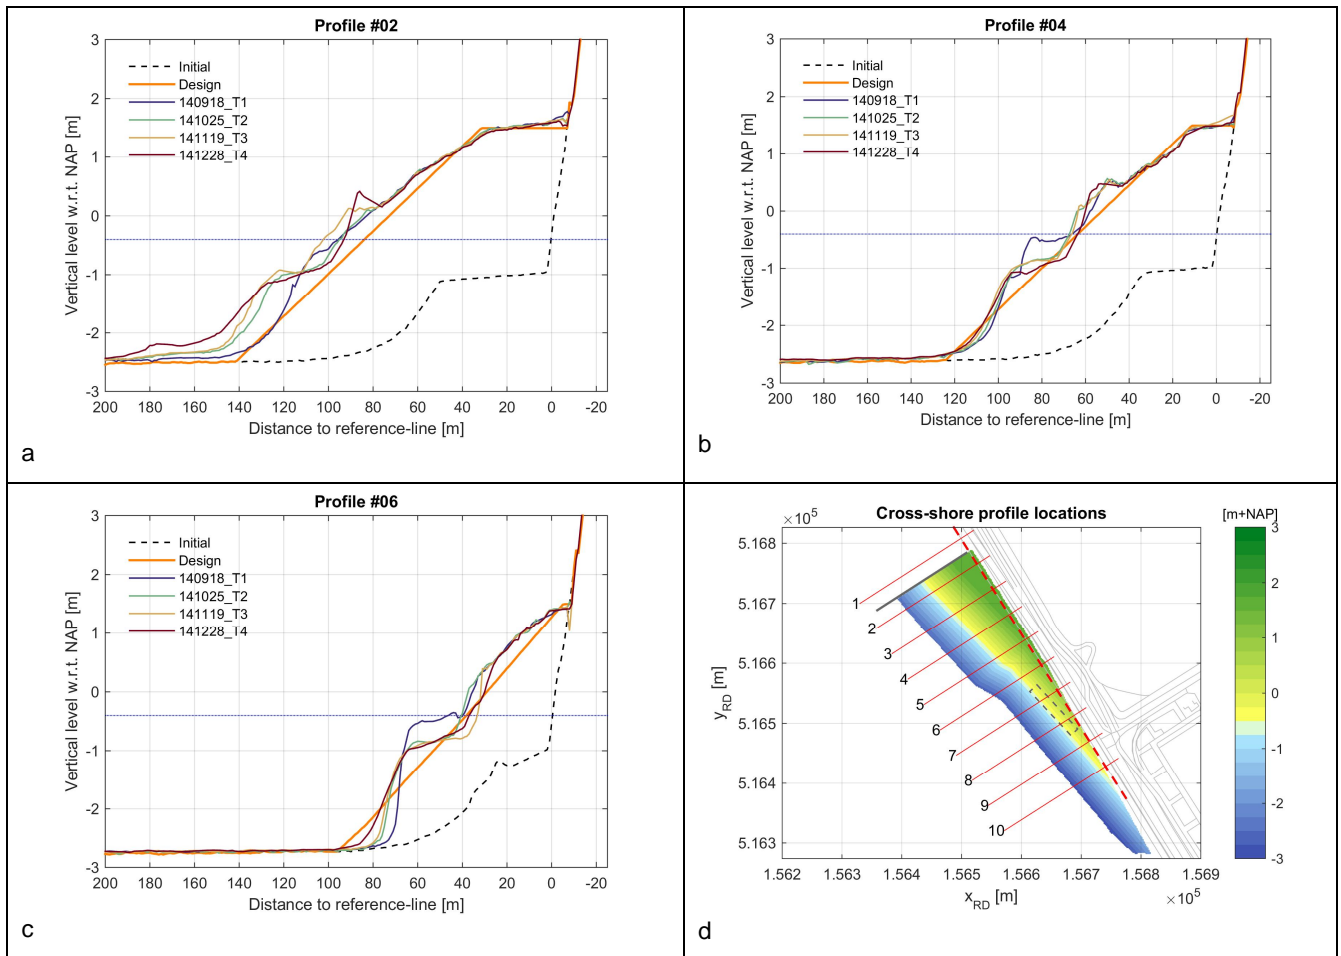 Profile #02
Vertical level w.r.t. NAP [m]
3
2
1
0
-1
-2
-3
Initial
Design
140918_T1
141025_T2
141119_T3
141228_T4
200 180 160 140 120 100 80 60 40 20 0 -20
Distance to reference-line [m]
a
Profile #04
Vertical level w.r.t. NAP [m]
3
2
1
0
-1
-2
-3
Initial
Design
140918_T1
141025_T2
141119_T3
141228_T4
200 180 160 140 120 100 80 60 40 20 0 -20
Distance to reference-line [m]
b
Profile #06
Vertical level w.r.t. NAP [m]
3
2
1
0
-1
-2
-3
Initial
Design
140918_T1
141025_T2
141119_T3
141228_T4
200 180 160 140 120 100 80 60 40 20 0 -20
Distance to reference-line [m]
c
Cross-shore profile locations
×10⁵
[m+NAP]
y_RD [m]
5.168
5.167
5.166
5.165
5.164
5.163
1
2
3
4
5
6
7
8
9
10
3
2
1
0
-1
-2
-3
1.562 1.563 1.564 1.565 1.566 1.567 1.568 1.569
x_RD [m]
×10⁵
d